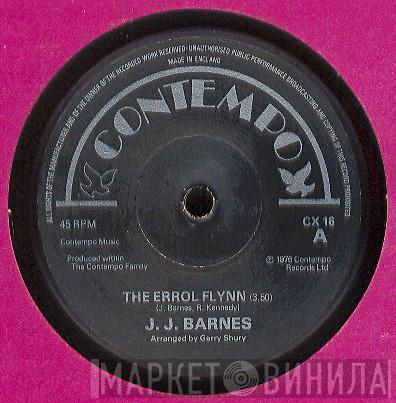 ALL RIGHTS OF THE MANUFACTURER AND OF THE OWNER OF THE RECORDED WORK RESERVED·UNAUTHORISED PUBLIC PERFORMANCE BROADCASTING AND COPYING OF THIS RECORD PROHIBITED
MADE IN ENGLAND
CONTEMPO
45 RPM
CX 16
A
Contempo Music
Produced within
The Contempo Family
℗ 1976 Contempo
Records Ltd
THE ERROL FLYNN (3.50)
(J. Barnes, R. Kennedy)
J. J. BARNES
Arranged by Gerry Shury
МАРКЕТ ВИНИЛА